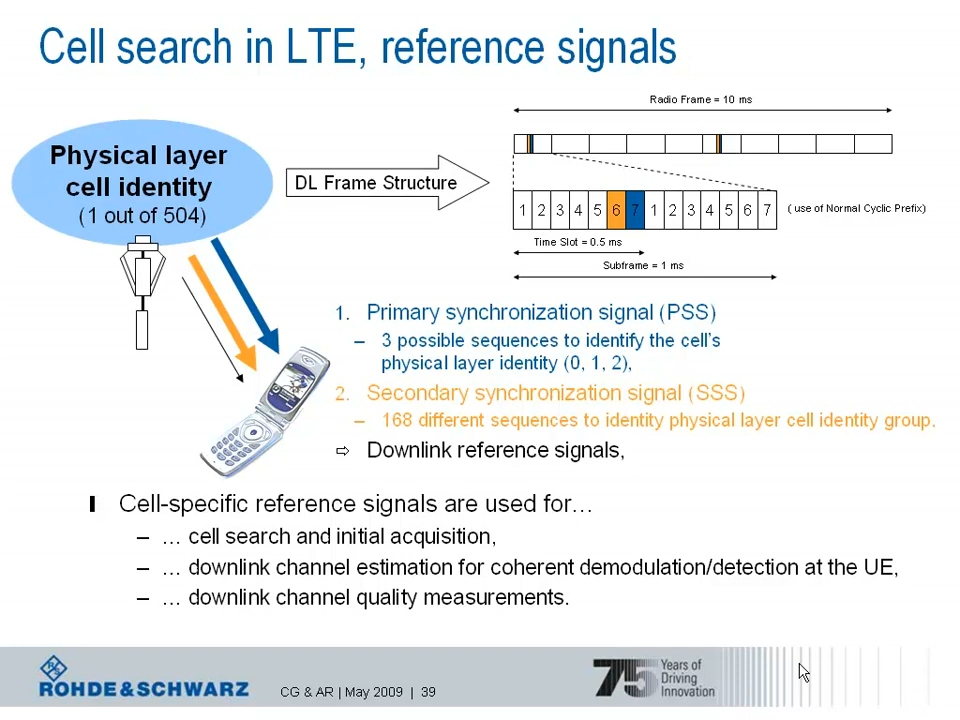 Cell search in LTE, reference signals
Radio Frame = 10 ms
Physical layer
cell identity
(1 out of 504)
DL Frame Structure
1 2 3 4 5 6 7 1 2 3 4 5 6 7
( use of Normal Cyclic Prefix)
Time Slot = 0.5 ms
Subframe = 1 ms
1. Primary synchronization signal (PSS)
– 3 possible sequences to identify the cell's
physical layer identity (0, 1, 2),
2. Secondary synchronization signal (SSS)
– 168 different sequences to identity physical layer cell identity group.
⇨ Downlink reference signals,
Cell-specific reference signals are used for…
– … cell search and initial acquisition,
– … downlink channel estimation for coherent demodulation/detection at the UE,
– … downlink channel quality measurements.
R&S
ROHDE & SCHWARZ
CG & AR | May 2009 | 39
75 Years of
Driving
Innovation